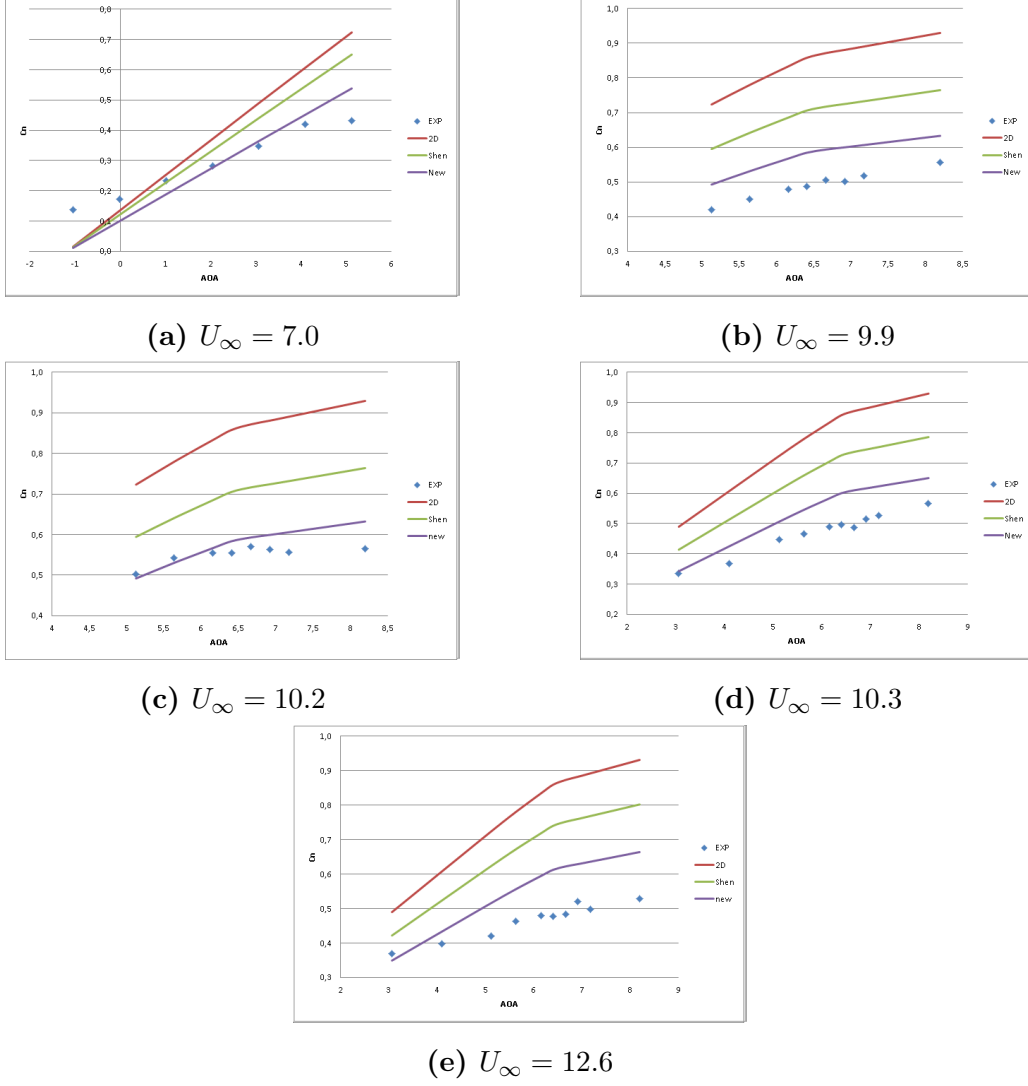 0,8
0,7
0,6
0,5
0,4
0,3
0,2
0,1
0,0
-2 -1 0 1 2 3 4 5 6
Cn
AOA
EXP
2D
Shen
New
(a) U∞ = 7.0
1,0
0,9
0,8
0,7
0,6
0,5
0,4
0,3
4 4,5 5 5,5 6 6,5 7 7,5 8 8,5
Cn
AOA
EXP
2D
Shen
New
(b) U∞ = 9.9
1,0
0,9
0,8
0,7
0,6
0,5
0,4
4 4,5 5 5,5 6 6,5 7 7,5 8 8,5
Cn
AOA
EXP
2D
Shen
new
(c) U∞ = 10.2
1,0
0,9
0,8
0,7
0,6
0,5
0,4
0,3
0,2
2 3 4 5 6 7 8 9
Cn
AOA
EXP
2D
Shen
New
(d) U∞ = 10.3
1,0
0,9
0,8
0,7
0,6
0,5
0,4
0,3
2 3 4 5 6 7 8 9
Cn
AOA
EXP
2D
Shen
new
(e) U∞ = 12.6